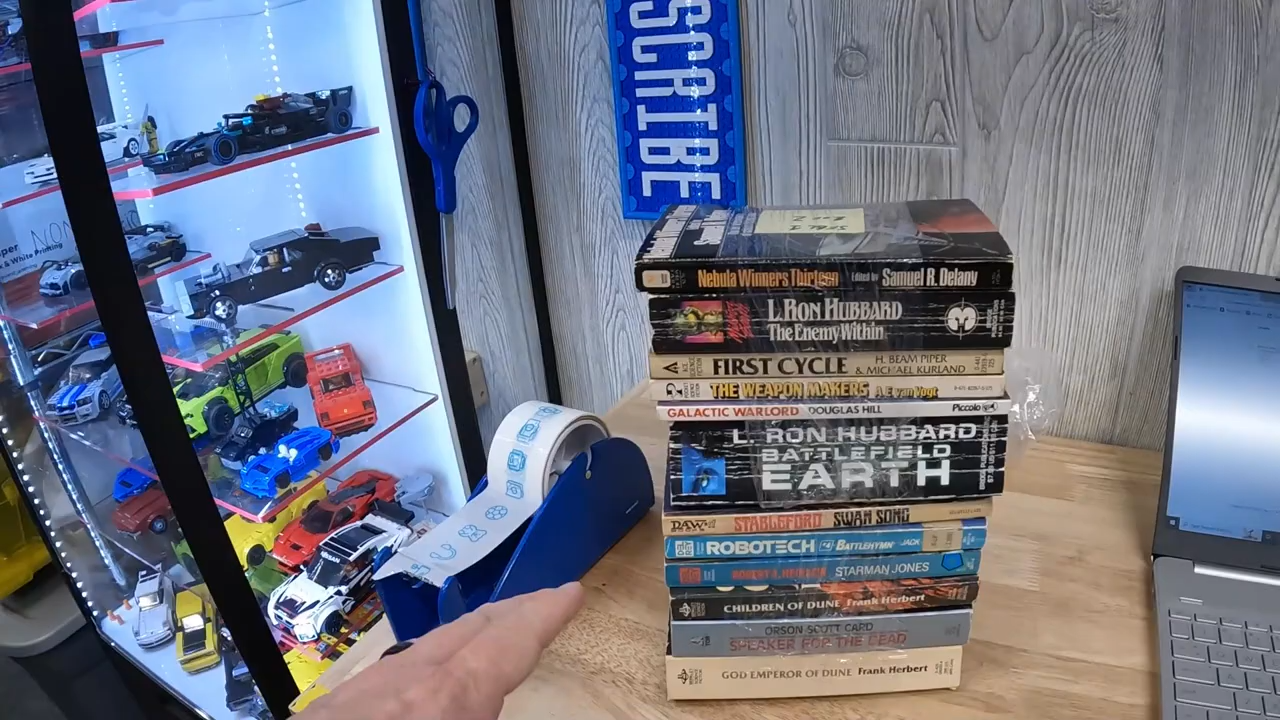 SCRIBE
& White Printing
Nebula Winners Thirteen Edited by Samuel R. Delany
L. RON HUBBARD
The Enemy Within
FIRST CYCLE H. BEAM PIPER
& MICHAEL KURLAND
THE WEAPON MAKERS A.E. van Vogt
GALACTIC WARLORD DOUGLAS HILL Piccolo
L. RON HUBBARD
BATTLEFIELD
EARTH
DAW STABLEFORD SWAN SONG
ROBOTECH BATTLEHYMN JACK
STARMAN JONES
CHILDREN OF DUNE Frank Herbert
ORSON SCOTT CARD
SPEAKER FOR THE DEAD
GOD EMPEROR OF DUNE Frank Herbert